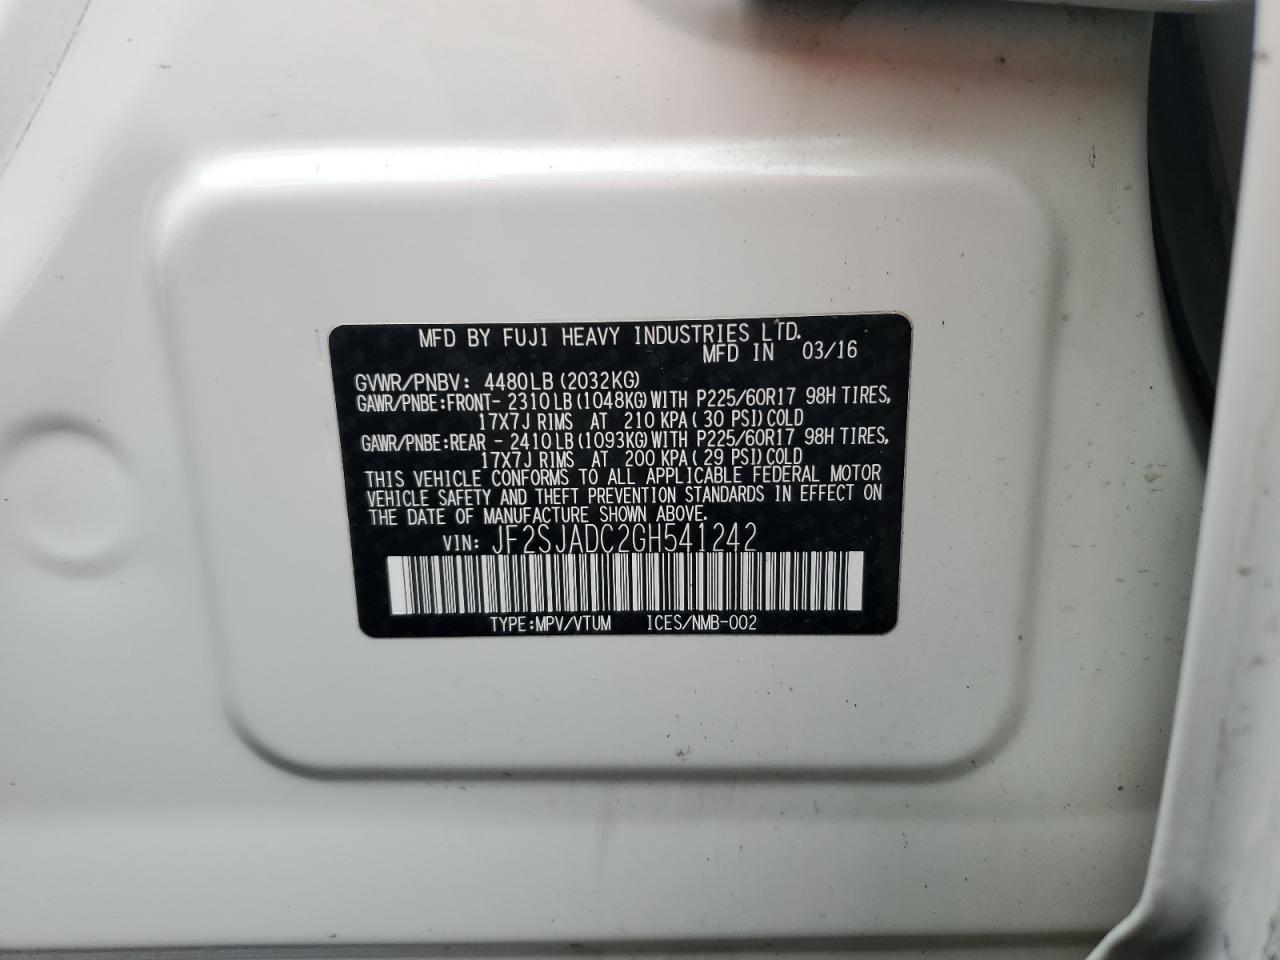 MFD BY FUJI HEAVY INDUSTRIES LTD.
MFD IN 03/16
GVWR/PNBV: 4480LB (2032KG)
GAWR/PNBE:FRONT- 2310LB (1048KG) WITH P225/60R17 98H TIRES,
17X7J RIMS AT 210 KPA ( 30 PSI) COLD
GAWR/PNBE:REAR - 2410LB (1093KG) WITH P225/60R17 98H TIRES,
17X7J RIMS AT 200 KPA ( 29 PSI) COLD
THIS VEHICLE CONFORMS TO ALL APPLICABLE FEDERAL MOTOR
VEHICLE SAFETY AND THEFT PREVENTION STANDARDS IN EFFECT ON
THE DATE OF MANUFACTURE SHOWN ABOVE.
VIN: JF2SJADC2GH541242
TYPE:MPV/VTUM ICES/NMB-002